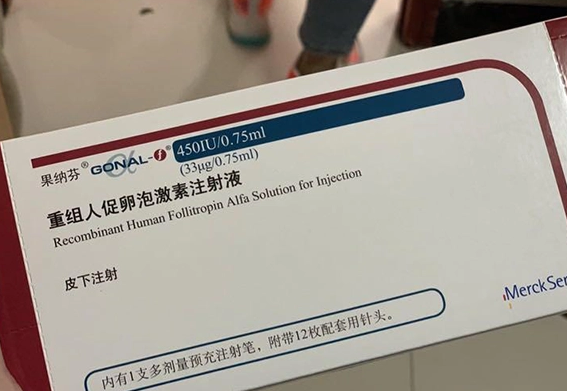 果纳芬® GONAL-f® 450IU/0.75ml
(33μg/0.75ml)
重组人促卵泡激素注射液
Recombinant Human Follitropin Alfa Solution for Injection
皮下注射
MerckSer
内有1支多剂量预充注射笔，附带12枚配套用针头。